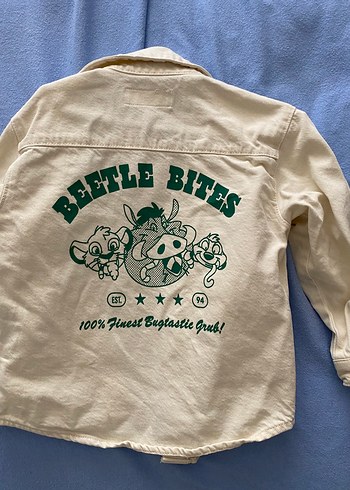 BEETLE BITES
EST. 94
100% Finest Bugtastic Grub!